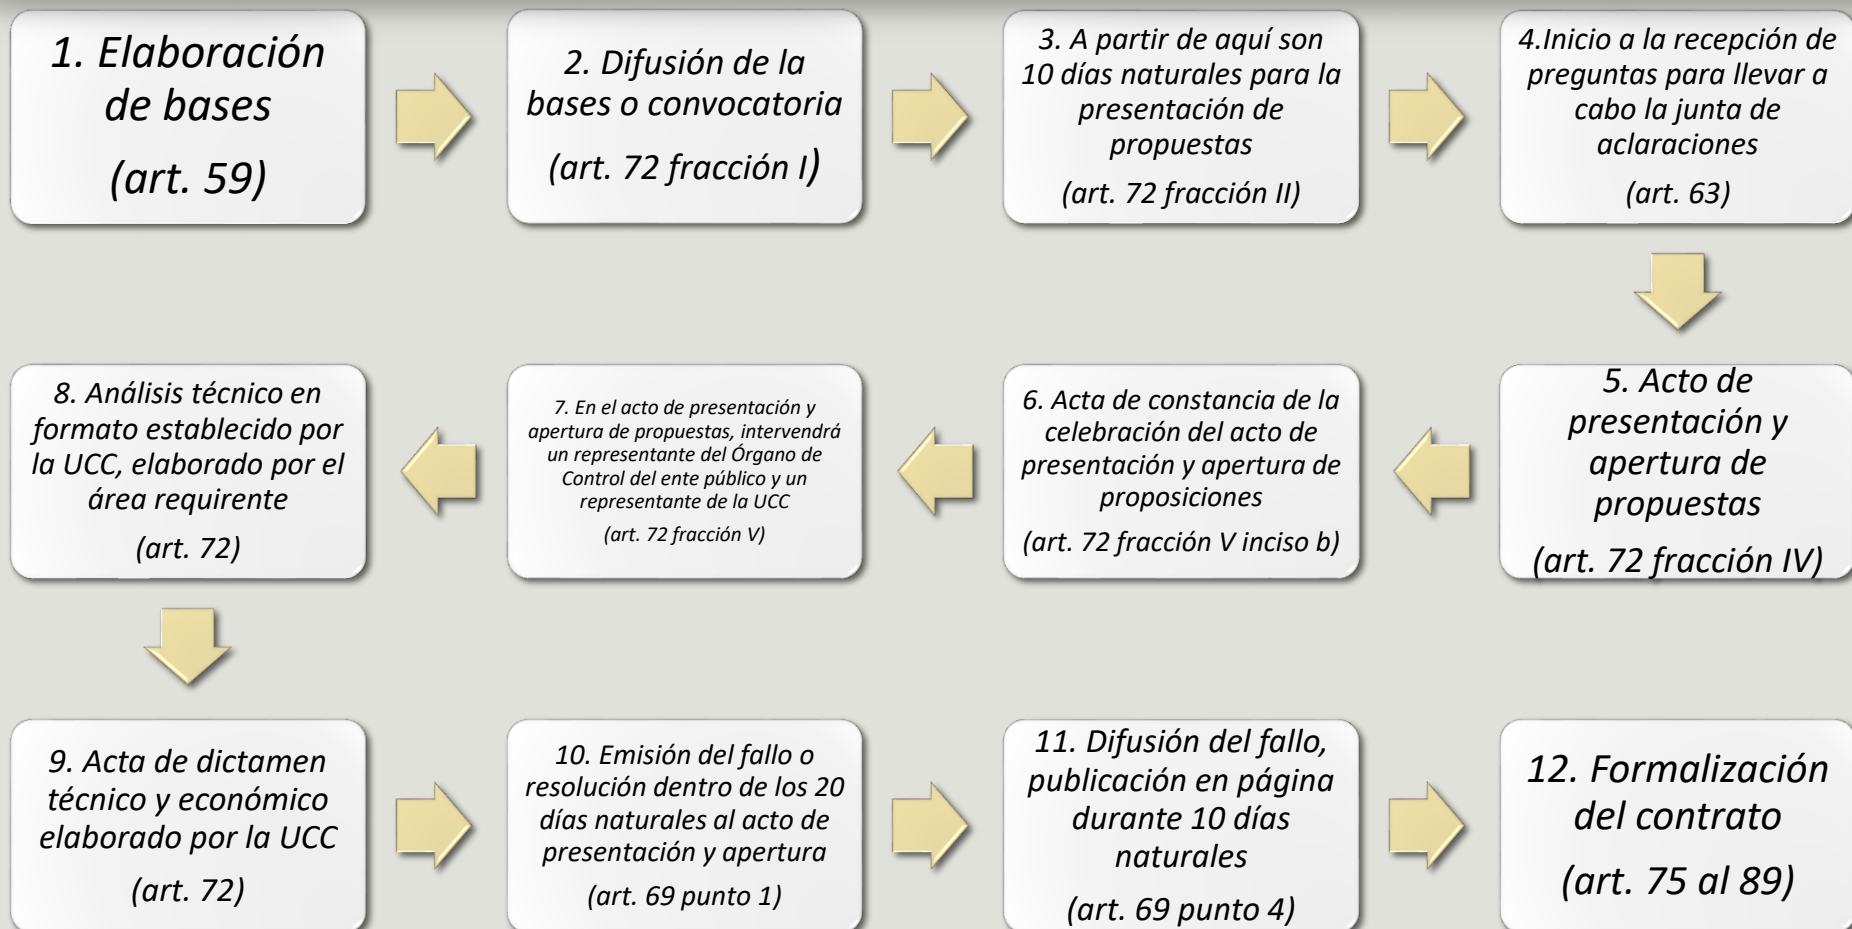 1. Elaboración
de bases
(art. 59)
2. Difusión de la
bases o convocatoria
(art. 72 fracción I)
3. A partir de aquí son
10 días naturales para la
presentación de
propuestas
(art. 72 fracción II)
4.Inicio a la recepción de
preguntas para llevar a
cabo la junta de
aclaraciones
(art. 63)
5. Acto de
presentación y
apertura de
propuestas
(art. 72 fracción IV)
6. Acta de constancia de la
celebración del acto de
presentación y apertura de
proposiciones
(art. 72 fracción V inciso b)
7. En el acto de presentación y
apertura de propuestas, intervendrá
un representante del Órgano de
Control del ente público y un
representante de la UCC
(art. 72 fracción V)
8. Análisis técnico en
formato establecido por
la UCC, elaborado por el
área requirente
(art. 72)
9. Acta de dictamen
técnico y económico
elaborado por la UCC
(art. 72)
10. Emisión del fallo o
resolución dentro de los 20
días naturales al acto de
presentación y apertura
(art. 69 punto 1)
11. Difusión del fallo,
publicación en página
durante 10 días
naturales
(art. 69 punto 4)
12. Formalización
del contrato
(art. 75 al 89)